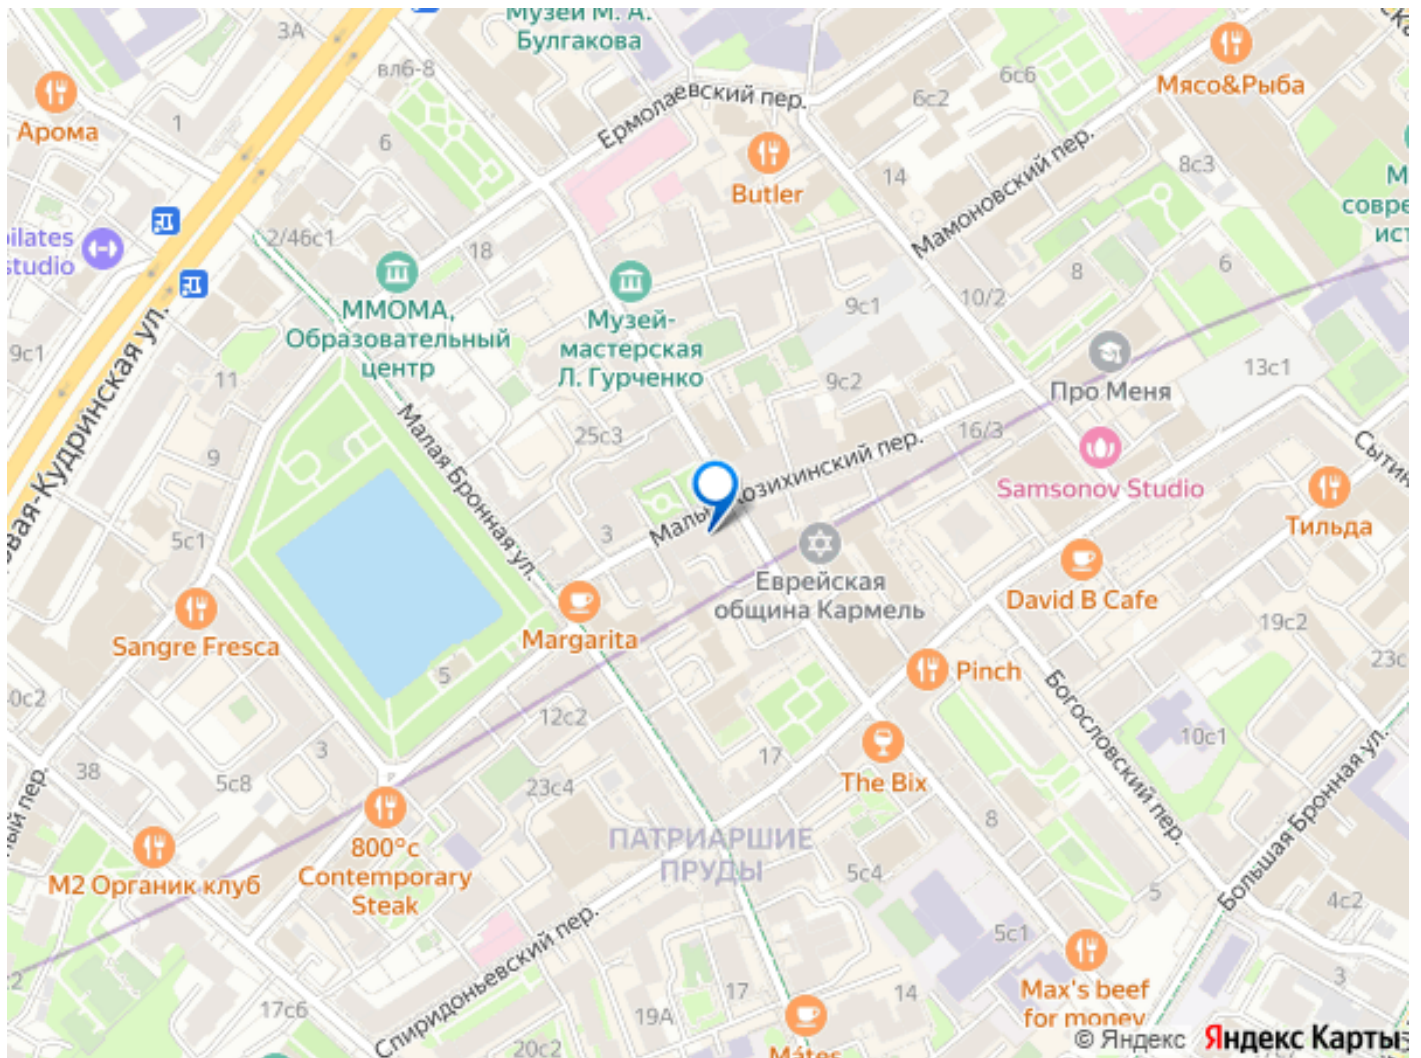 Музей М. А.
Булгакова
3А
вл6-8
Ермолаевский пер.
6с6
6с2
Мясо&Рыба
Арома
1
6
Butler
14
Мамоновский пер.
8с3
2/46с1
18
studio
ММОМА,
Образовательный
центр
Музей-
мастерская
Л. Гурченко
9с1
10/2
8
6
9с1
11
9с2
Про Меня
13с1
Малая Бронная ул.
25с3
16/3
9
Samsonov Studio
Тильда
5с1
3
Еврейская
община Кармель
David B Cafe
19с2
Sangre Fresca
Margarita
5
Pinch
Богословский пер.
12с2
10с1
38
3
5с8
23с4
17
The Bix
8
ПАТРИАРШИЕ
ПРУДЫ
800°с
Contemporary
Steak
М2 Органик клуб
5с4
5
Большая Бронная ул.
4с2
Спиридоньевский пер.
5с1
17с6
19А
17
14
Max's beef
for money
3
20с2
Mátes
© Яндекс Яндекс Карты